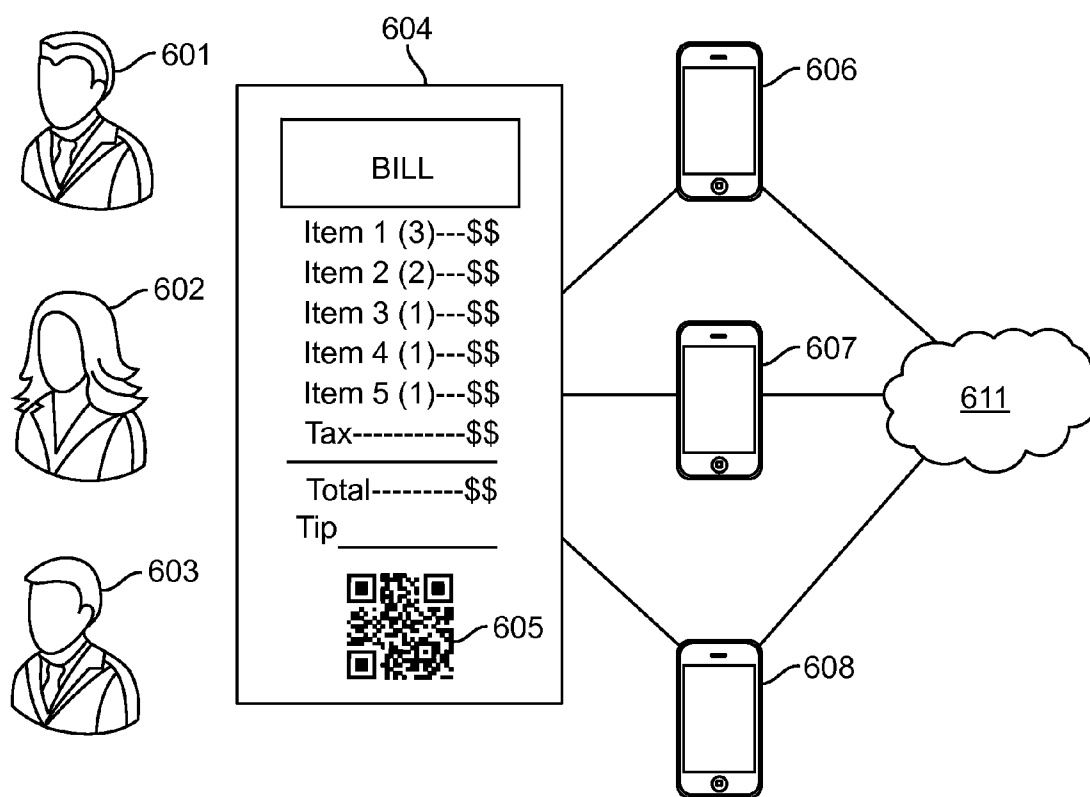 601
604
606
BILL
Item 1 (3)---$$
Item 2 (2)---$$
602
Item 3 (1)---$$
607
Item 4 (1)---$$
Item 5 (1)---$$
611
Tax-----------$$
Total---------$$
Tip___________
603
605
608